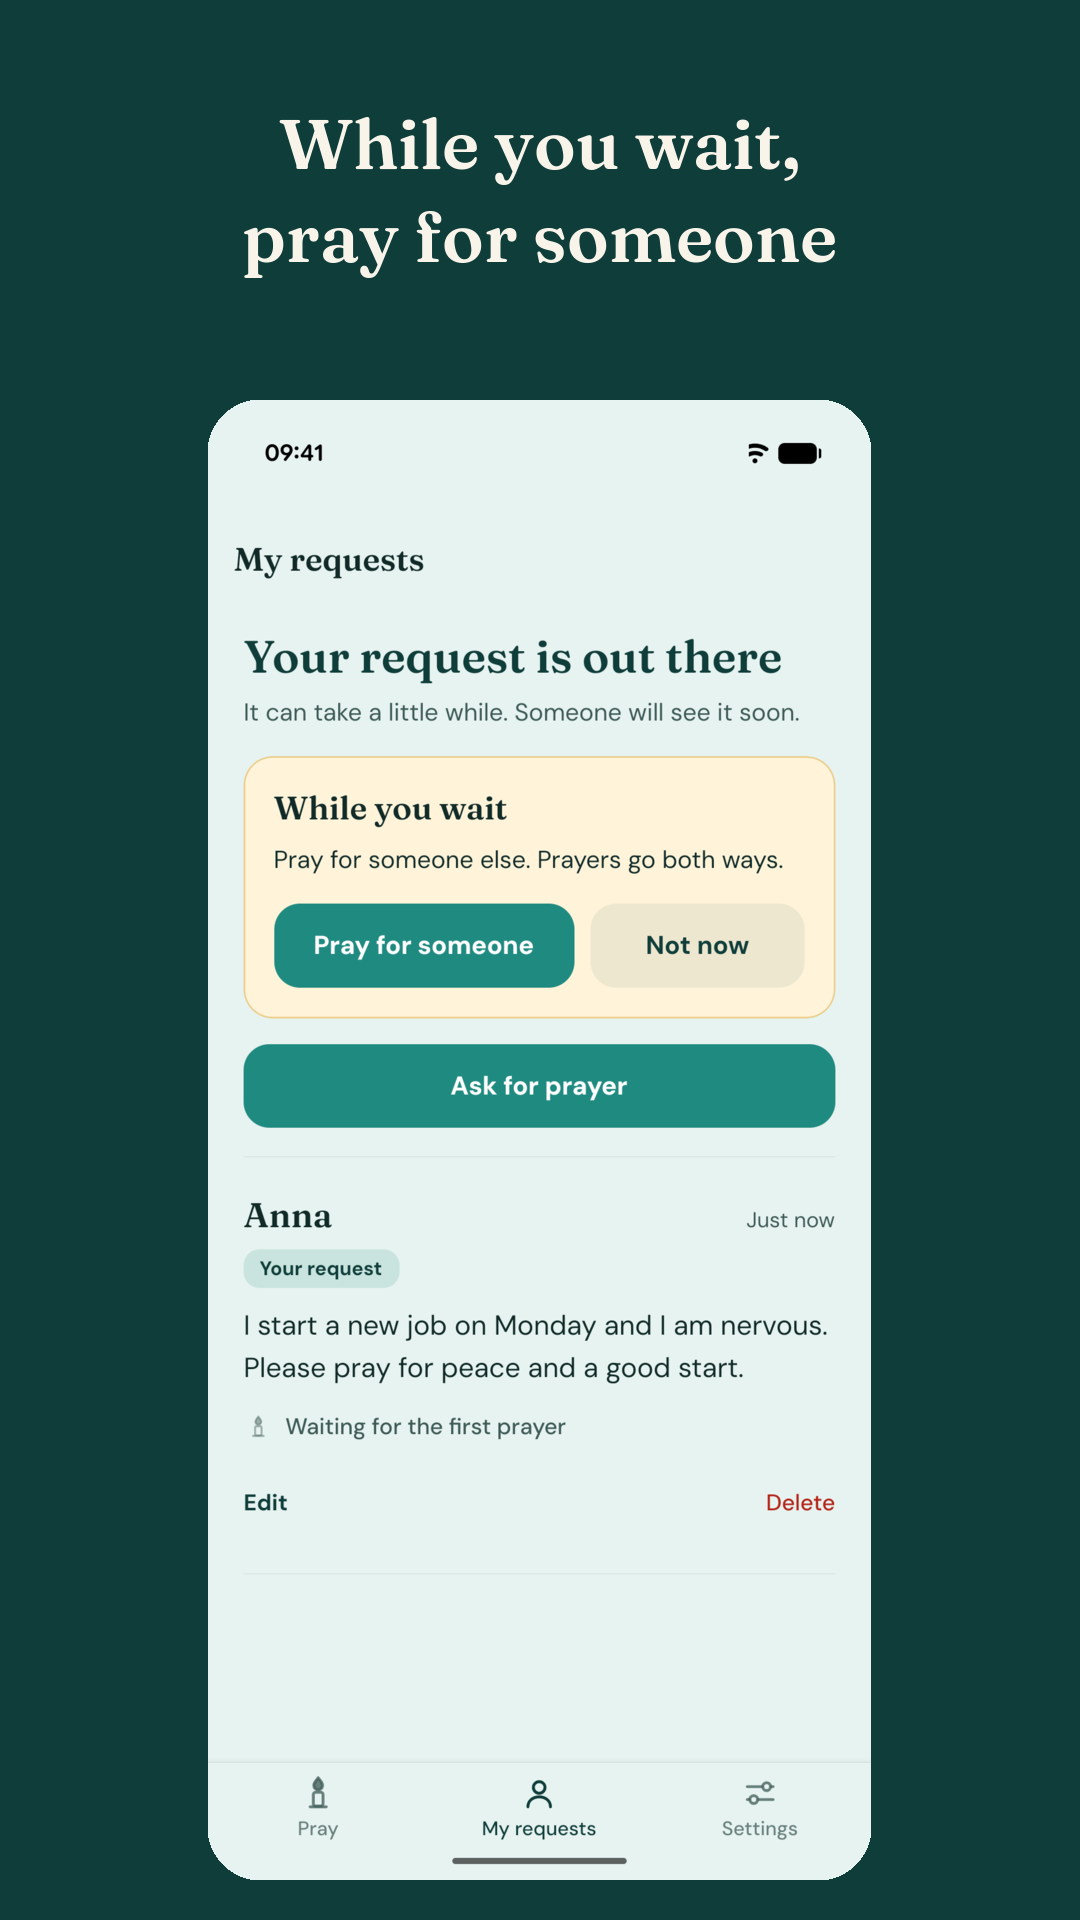 While you wait,
pray for someone
09:41
My requests
Your request is out there
It can take a little while. Someone will see it soon.
While you wait
Pray for someone else. Prayers go both ways.
Pray for someone
Not now
Ask for prayer
Anna
Just now
Your request
I start a new job on Monday and I am nervous.
Please pray for peace and a good start.
Waiting for the first prayer
Edit
Delete
Pray
My requests
Settings